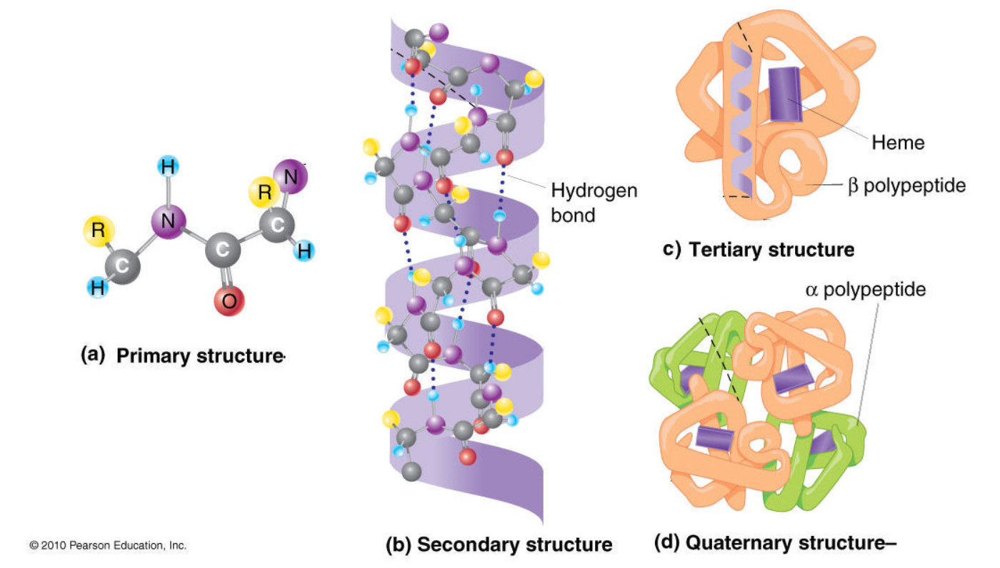 H
N
R
N
R
C
C
C
H
H
O
(a) Primary structure
Hydrogen
bond
(b) Secondary structure
Heme
β polypeptide
c) Tertiary structure
α polypeptide
(d) Quaternary structure–
© 2010 Pearson Education, Inc.